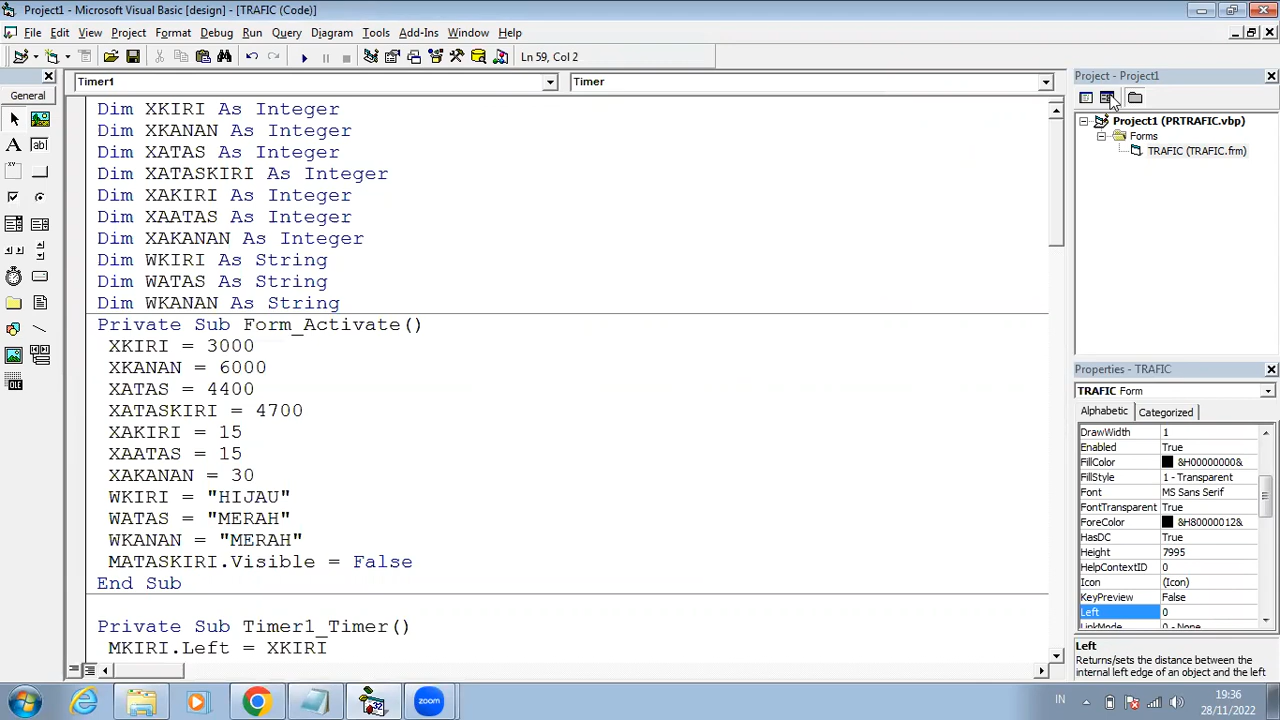 Project1 - Microsoft Visual Basic [design] - [TRAFIC (Code)]
File Edit View Project Format Debug Run Query Diagram Tools Add-Ins Window Help
Ln 59, Col 2
General
Timer1
Timer
Dim XKIRI As Integer
Dim XKANAN As Integer
Dim XATAS As Integer
Dim XATASKIRI As Integer
Dim XAKIRI As Integer
Dim XAATAS As Integer
Dim XAKANAN As Integer
Dim WKIRI As String
Dim WATAS As String
Dim WKANAN As String
Private Sub Form_Activate()
XKIRI = 3000
XKANAN = 6000
XATAS = 4400
XATASKIRI = 4700
XAKIRI = 15
XAATAS = 15
XAKANAN = 30
WKIRI = "HIJAU"
WATAS = "MERAH"
WKANAN = "MERAH"
MATASKIRI.Visible = False
End Sub
Private Sub Timer1_Timer()
MKIRI.Left = XKIRI
Project - Project1
Project1 (PRTRAFIC.vbp)
Forms
TRAFIC (TRAFIC.frm)
Properties - TRAFIC
TRAFIC Form
Alphabetic Categorized
DrawWidth 1
Enabled True
FillColor &H00000000&
FillStyle 1 - Transparent
Font MS Sans Serif
FontTransparent True
ForeColor &H80000012&
HasDC True
Height 7995
HelpContextID 0
Icon (Icon)
KeyPreview False
Left 0
LinkMode 0 - None
Left
Returns/sets the distance between the
internal left edge of an object and the left
zoom
IN
19:36
28/11/2022